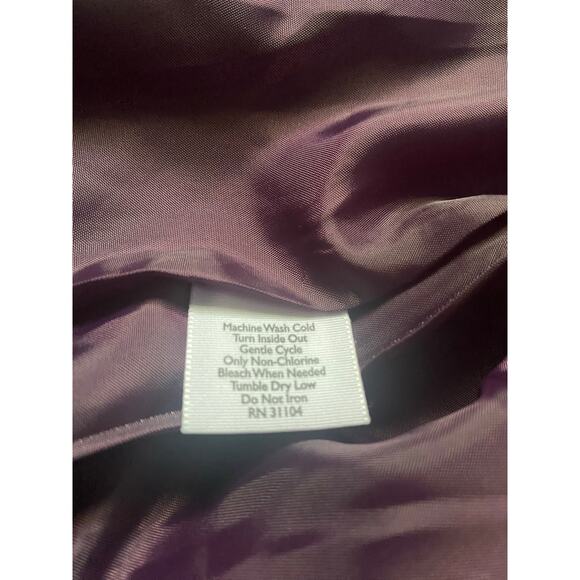 Machine Wash Cold
Turn Inside Out
Gentle Cycle
Only Non-Chlorine
Bleach When Needed
Tumble Dry Low
Do Not Iron
RN 31104